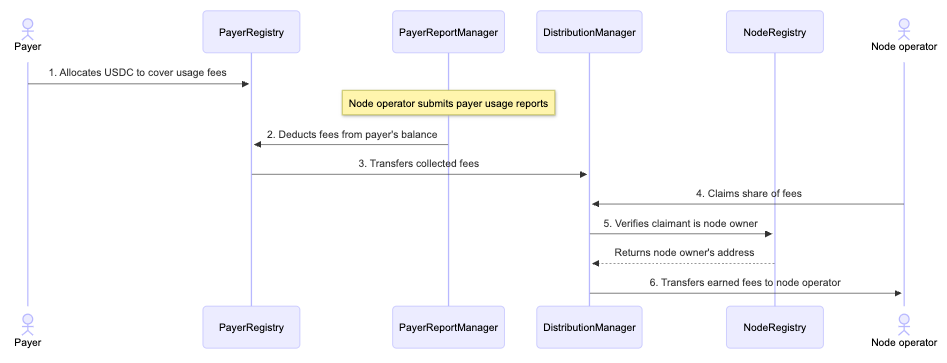 Payer
PayerRegistry
PayerReportManager
DistributionManager
NodeRegistry
Node operator
1. Allocates USDC to cover usage fees
Node operator submits payer usage reports
2. Deducts fees from payer's balance
3. Transfers collected fees
4. Claims share of fees
5. Verifies claimant is node owner
Returns node owner's address
6. Transfers earned fees to node operator
Payer
PayerRegistry
PayerReportManager
DistributionManager
NodeRegistry
Node operator